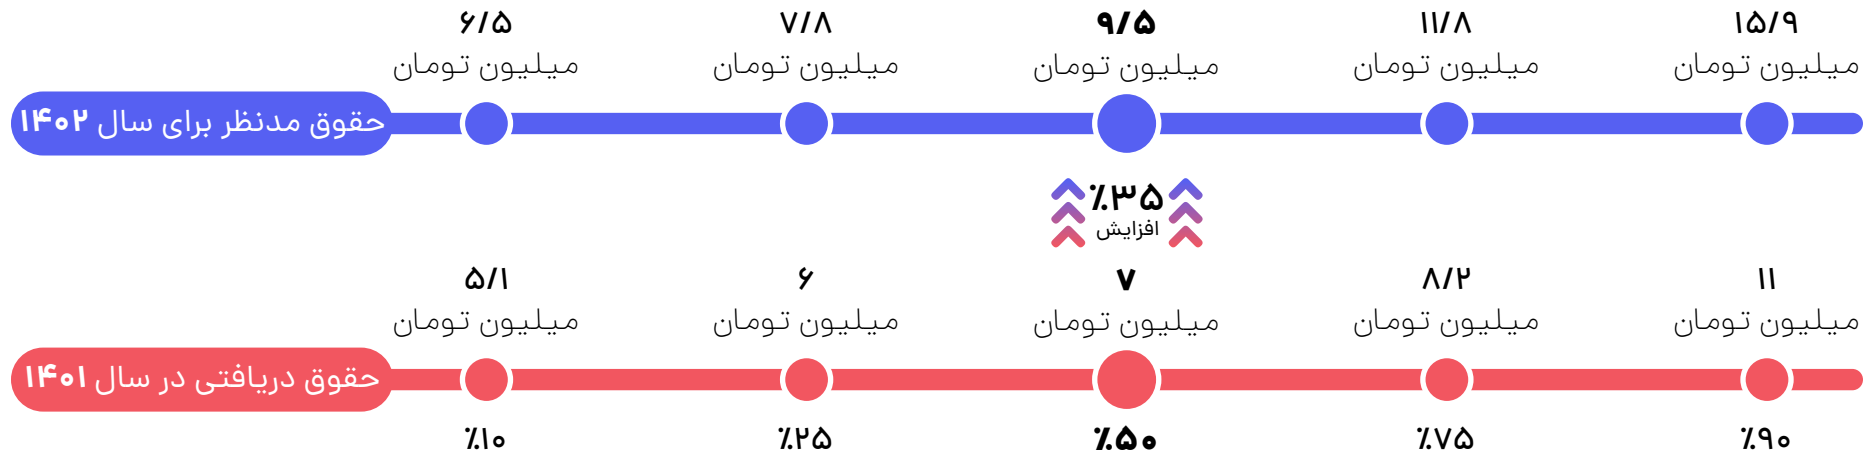 ۶/۵
میلیون تومان
۷/۸
میلیون تومان
۹/۵
میلیون تومان
۱۱/۸
میلیون تومان
۱۵/۹
میلیون تومان
حقوق مدنظر برای سال ۱۴۰۲
٪۳۵
افزایش
۵/۱
میلیون تومان
۶
میلیون تومان
۷
میلیون تومان
۸/۲
میلیون تومان
۱۱
میلیون تومان
حقوق دریافتی در سال ۱۴۰۱
٪۱۰
٪۲۵
٪۵۰
٪۷۵
٪۹۰